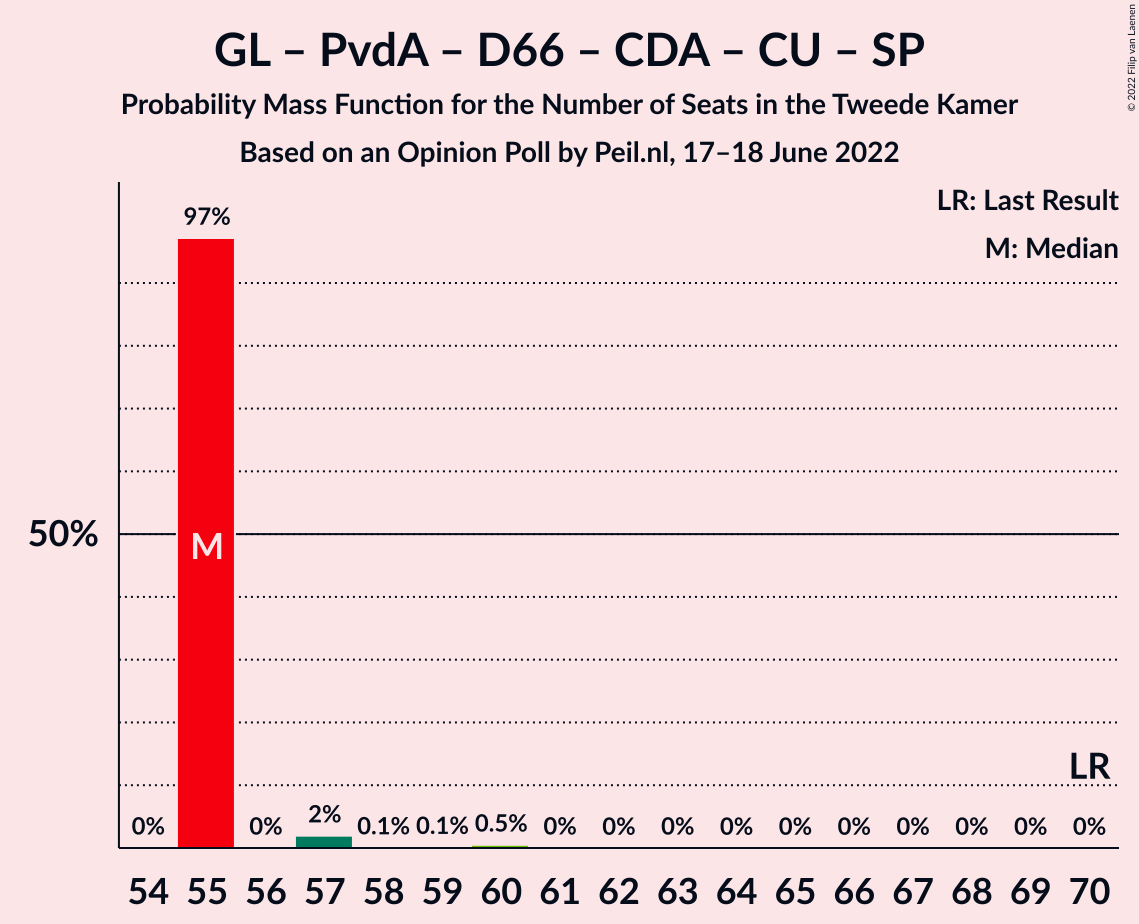 GL – PvdA – D66 – CDA – CU – SP
Probability Mass Function for the Number of Seats in the Tweede Kamer
Based on an Opinion Poll by Peil.nl, 17–18 June 2022
© 2022 Filip van Laenen
LR: Last Result
M: Median
97%
50%
M
LR
0% 0% 2% 0.1% 0.1% 0.5% 0% 0% 0% 0% 0% 0% 0% 0% 0% 0%
54 55 56 57 58 59 60 61 62 63 64 65 66 67 68 69 70